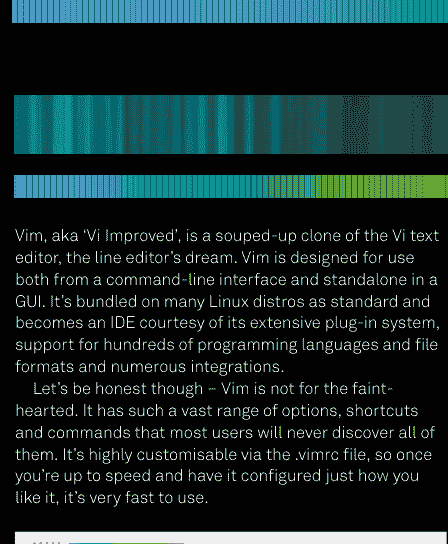 Vim, aka ‘Vi Improved’, is a souped-up clone of the Vi text
editor, the line editor’s dream. Vim is designed for use
both from a command-line interface and standalone in a
GUI. It’s bundled on many Linux distros as standard and
becomes an IDE courtesy of its extensive plug-in system,
support for hundreds of programming languages and file
formats and numerous integrations.
Let’s be honest though – Vim is not for the faint-
hearted. It has such a vast range of options, shortcuts
and commands that most users will never discover all of
them. It’s highly customisable via the .vimrc file, so once
you’re up to speed and have it configured just how you
like it, it’s very fast to use.